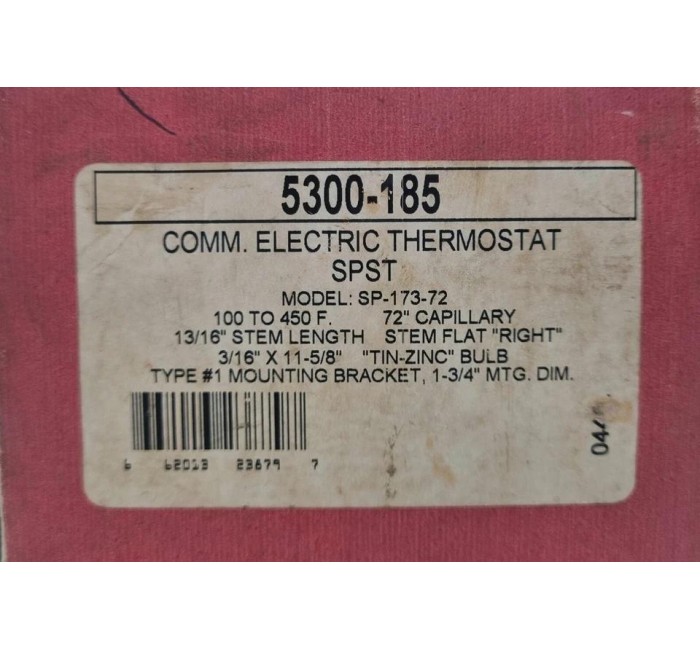 5300-185
COMM. ELECTRIC THERMOSTAT
SPST
MODEL: SP-173-72
100 TO 450 F. 72" CAPILLARY
13/16" STEM LENGTH STEM FLAT "RIGHT"
3/16" X 11-5/8" "TIN-ZINC" BULB
TYPE #1 MOUNTING BRACKET, 1-3/4" MTG. DIM.
6 62013 23679 7